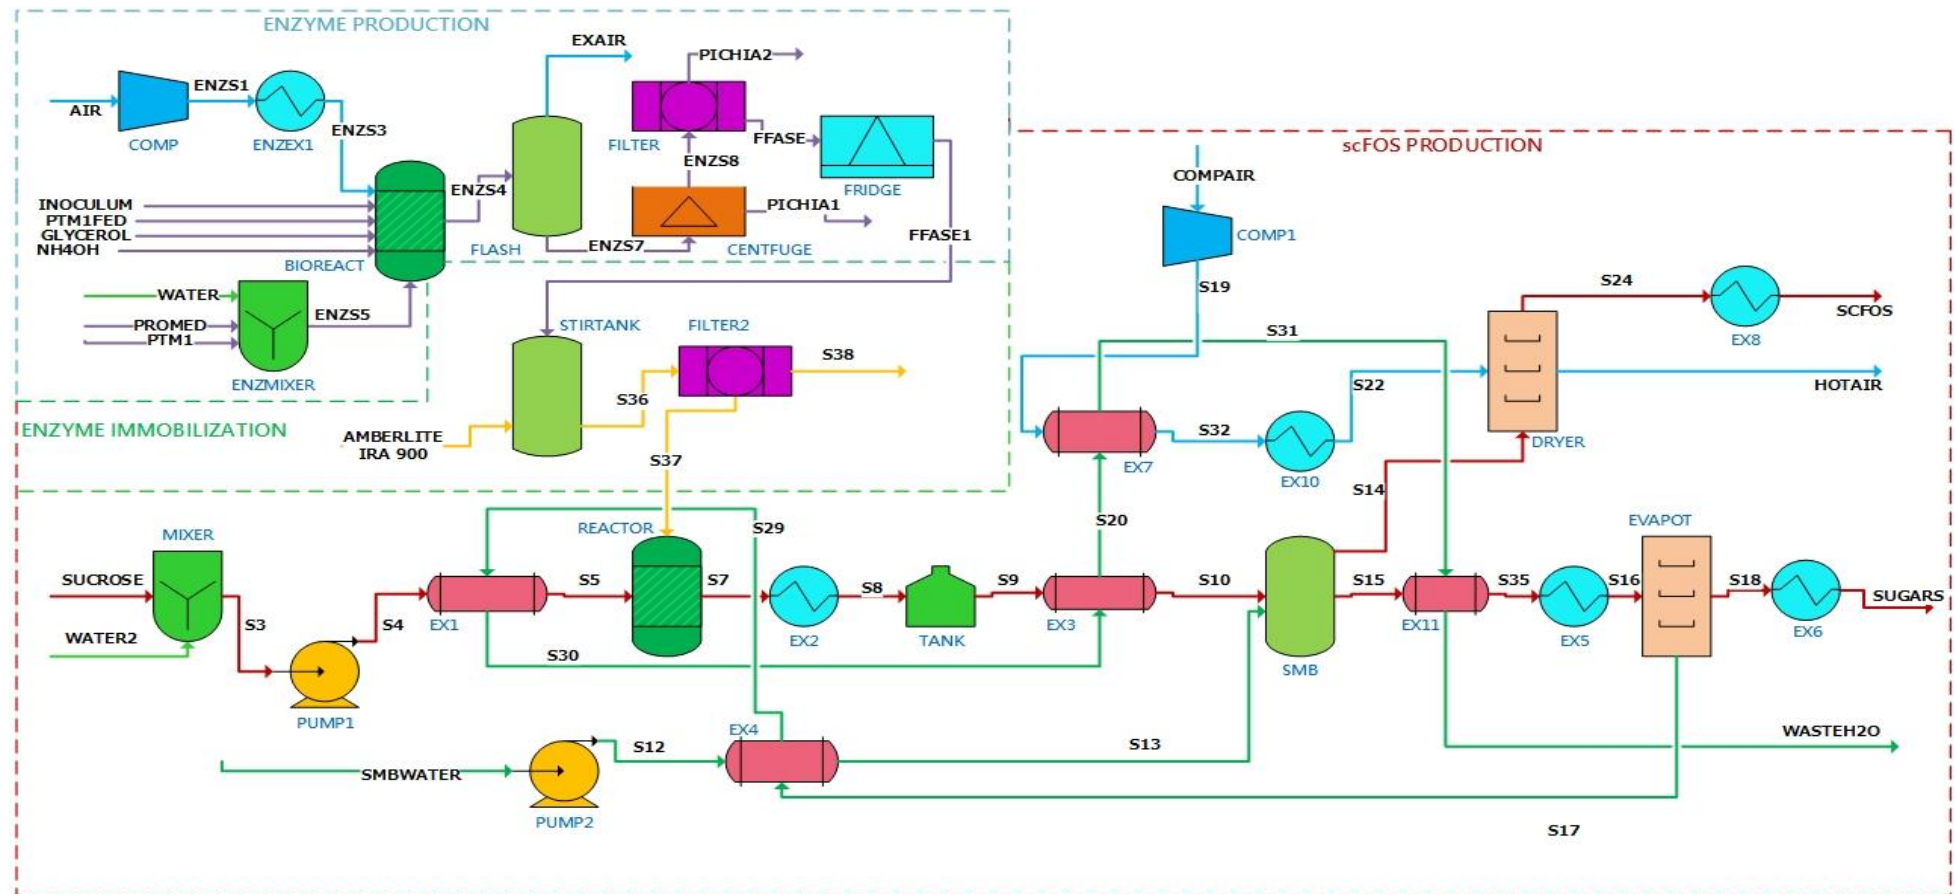 ENZYME PRODUCTION
EXAIR
PICHIA2
ENZS1
AIR
COMP
ENZEX1
ENZS3
FILTER
FFASE
ENZS8
FRIDGE
scFOS PRODUCTION
COMPAIR
INOCULUM
PTM1FED
GLYCEROL
NH4OH
ENZS4
PICHIA1
FFASE1
COMP1
BIOREACT
FLASH
ENZS7
CENTFUGE
WATER
PROMED
PTM1
ENZS5
ENZMIXER
STIRTANK
FILTER2
S38
S19
S31
S24
SCFOS
EX8
S36
S22
HOTAIR
ENZYME IMMOBILIZATION
AMBERLITE
IRA 900
S37
S32
EX7
EX10
DRYER
S14
MIXER
REACTOR
S29
S20
EVAPOT
SUCROSE
WATER2
S3
S4
EX1
S5
S7
EX2
S8
TANK
S9
EX3
S10
SMB
S15
EX11
S35
EX5
S16
S18
EX6
SUGARS
S30
PUMP1
EX4
S12
S13
WASTEH2O
SMBWATER
PUMP2
S17